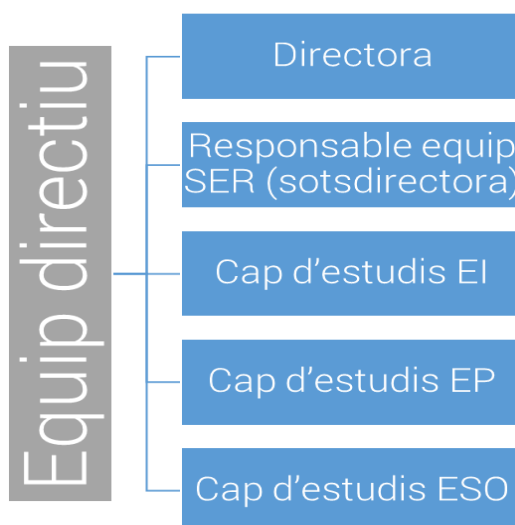 Equip directiu
Directora
Responsable equip
SER (sotsdirectora)
Cap d'estudis EI
Cap d'estudis EP
Cap d'estudis ESO